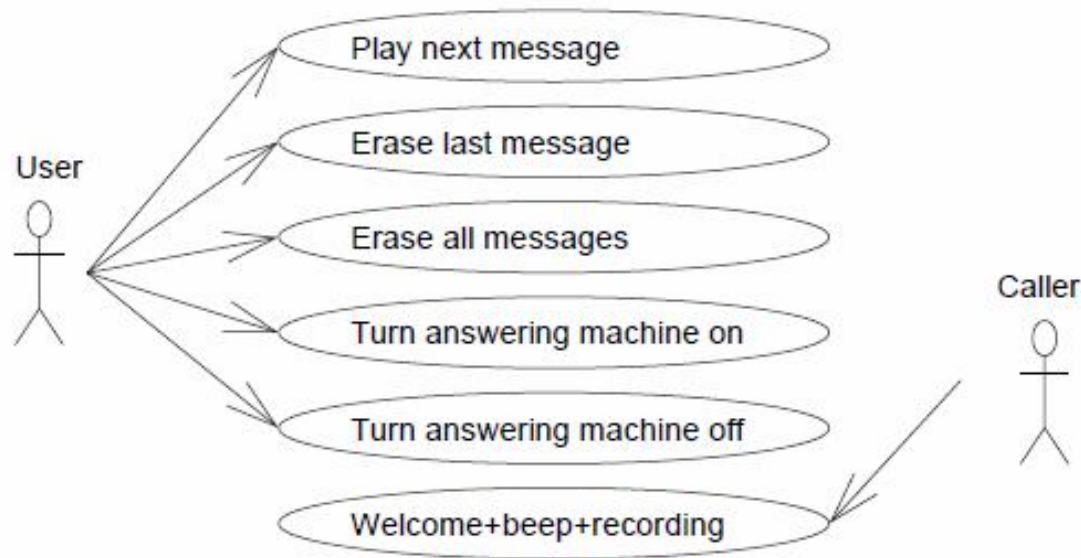 Play next message
Erase last message
User
Erase all messages
Caller
Turn answering machine on
Turn answering machine off
Welcome+beep+recording